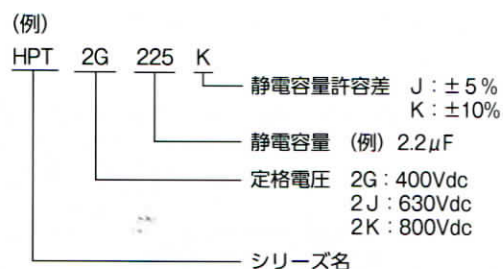 (例)
HPT 2G 225 K
静電容量許容差 J：±5%
K：±10%
静電容量 (例) 2.2μF
定格電圧 2G：400Vdc
2J：630Vdc
2K：800Vdc
シリーズ名